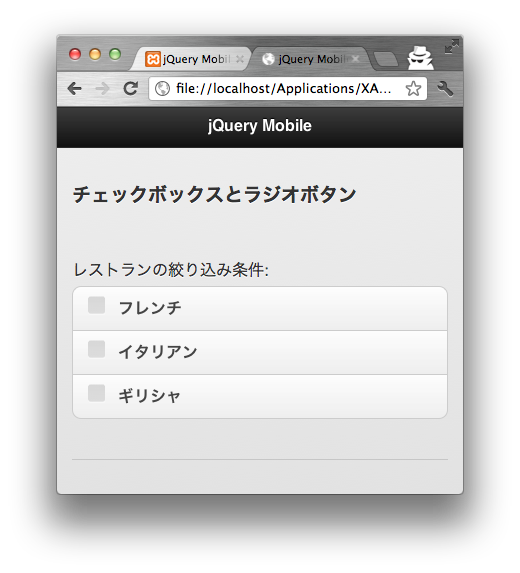 jQuery Mobil
jQuery Mobil
file://localhost/Applications/XA...
jQuery Mobile
チェックボックスとラジオボタン
レストランの絞り込み条件:
フレンチ
イタリアン
ギリシャ